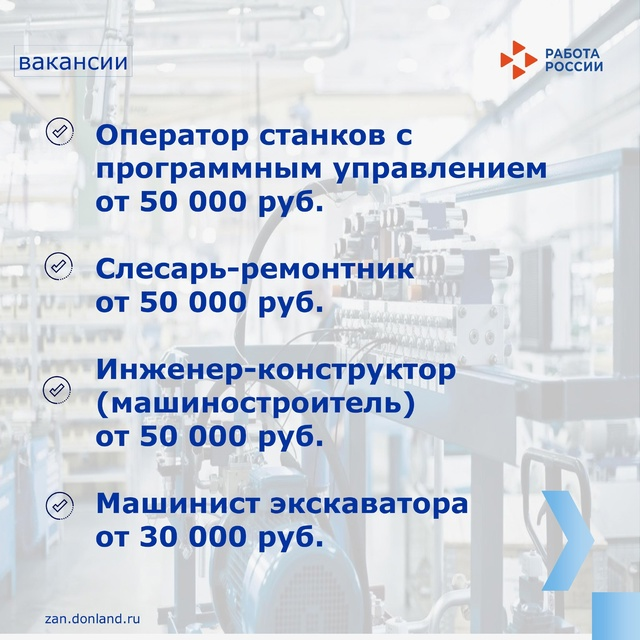 вакансии
РАБОТА
РОССИИ
Оператор станков с
программным управлением
от 50 000 руб.
Слесарь-ремонтник
от 50 000 руб.
Инженер-конструктор
(машиностроитель)
от 50 000 руб.
Машинист экскаватора
от 30 000 руб.
zan.donland.ru